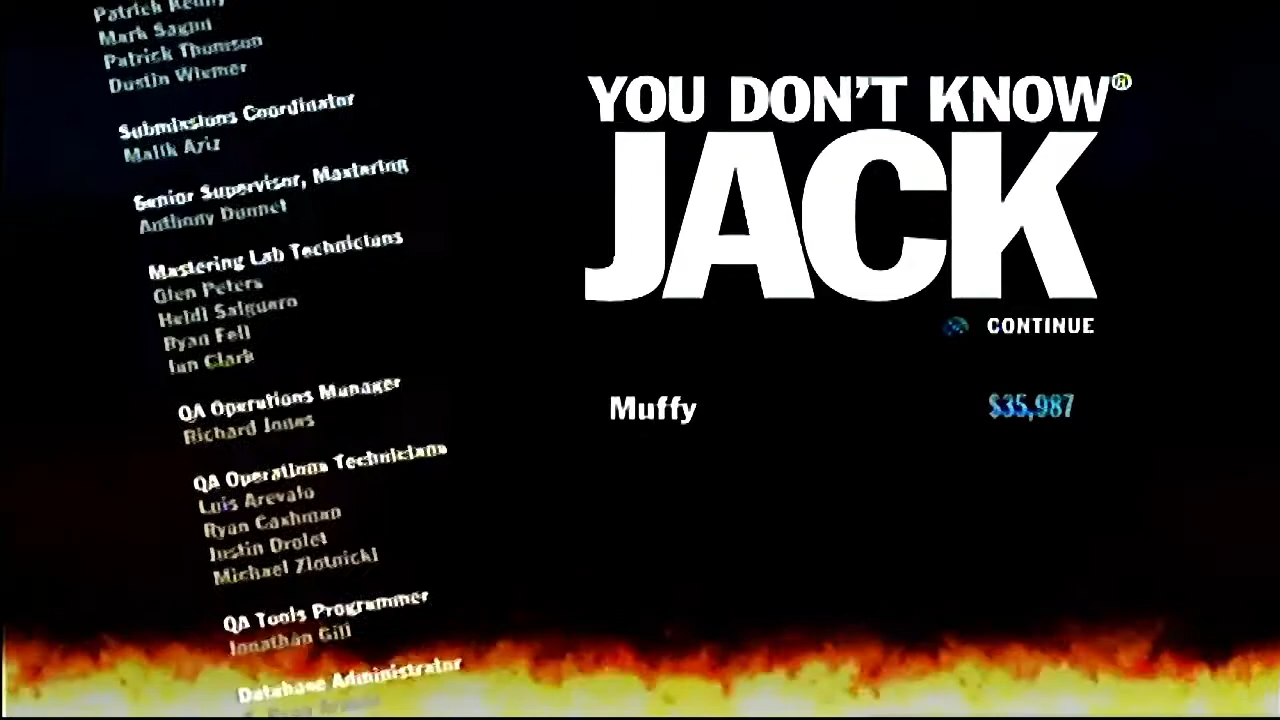 Patrick Kenny
Mark Sagini
Patrick Thomson
Dustin Wixmer
Submissions Coordinator
Malik Aziz
Senior Supervisor, Mastering
Anthony Dunnet
Mastering Lab Technicians
Glen Peters
Heidi Salguero
Ryan Fell
Ian Clark
QA Operations Manager
Richard Jones
QA Operations Technicians
Luis Arevalo
Ryan Cashman
Justin Drolet
Michael Zlotnicki
QA Tools Programmer
Jonathan Gill
Database Administrator
YOU DON'T KNOW®
JACK
CONTINUE
Muffy $35,987